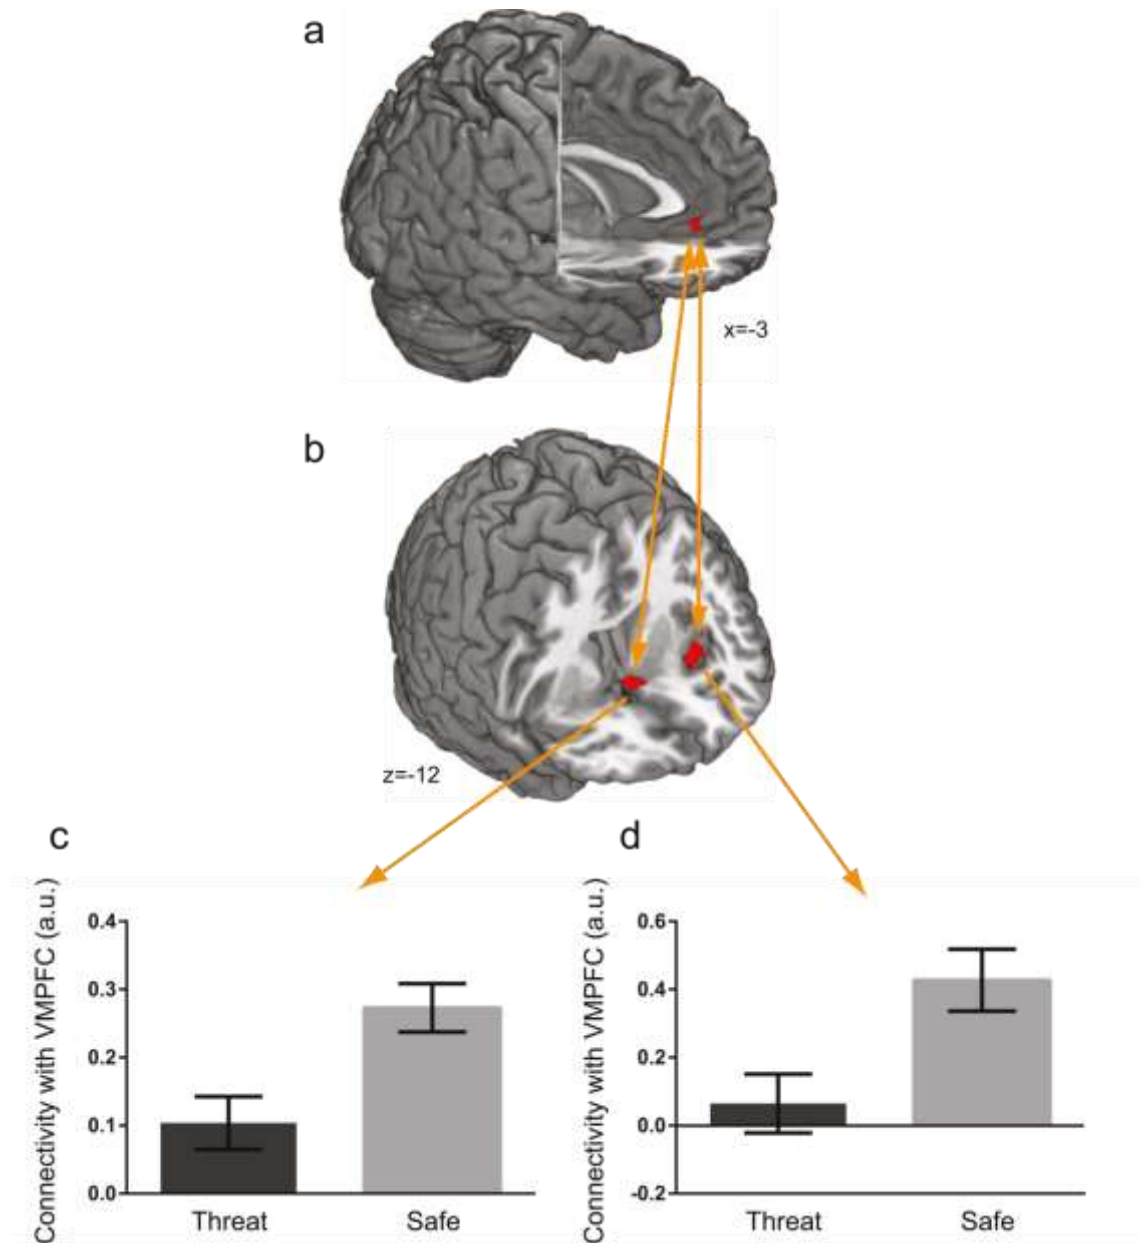 a
x=-3
b
z=-12
c
d
Connectivity with VMPFC (a.u.)
0.4
0.3
0.2
0.1
0.0
Threat
Safe
Connectivity with VMPFC (a.u.)
0.6
0.4
0.2
0.0
-0.2
Threat
Safe